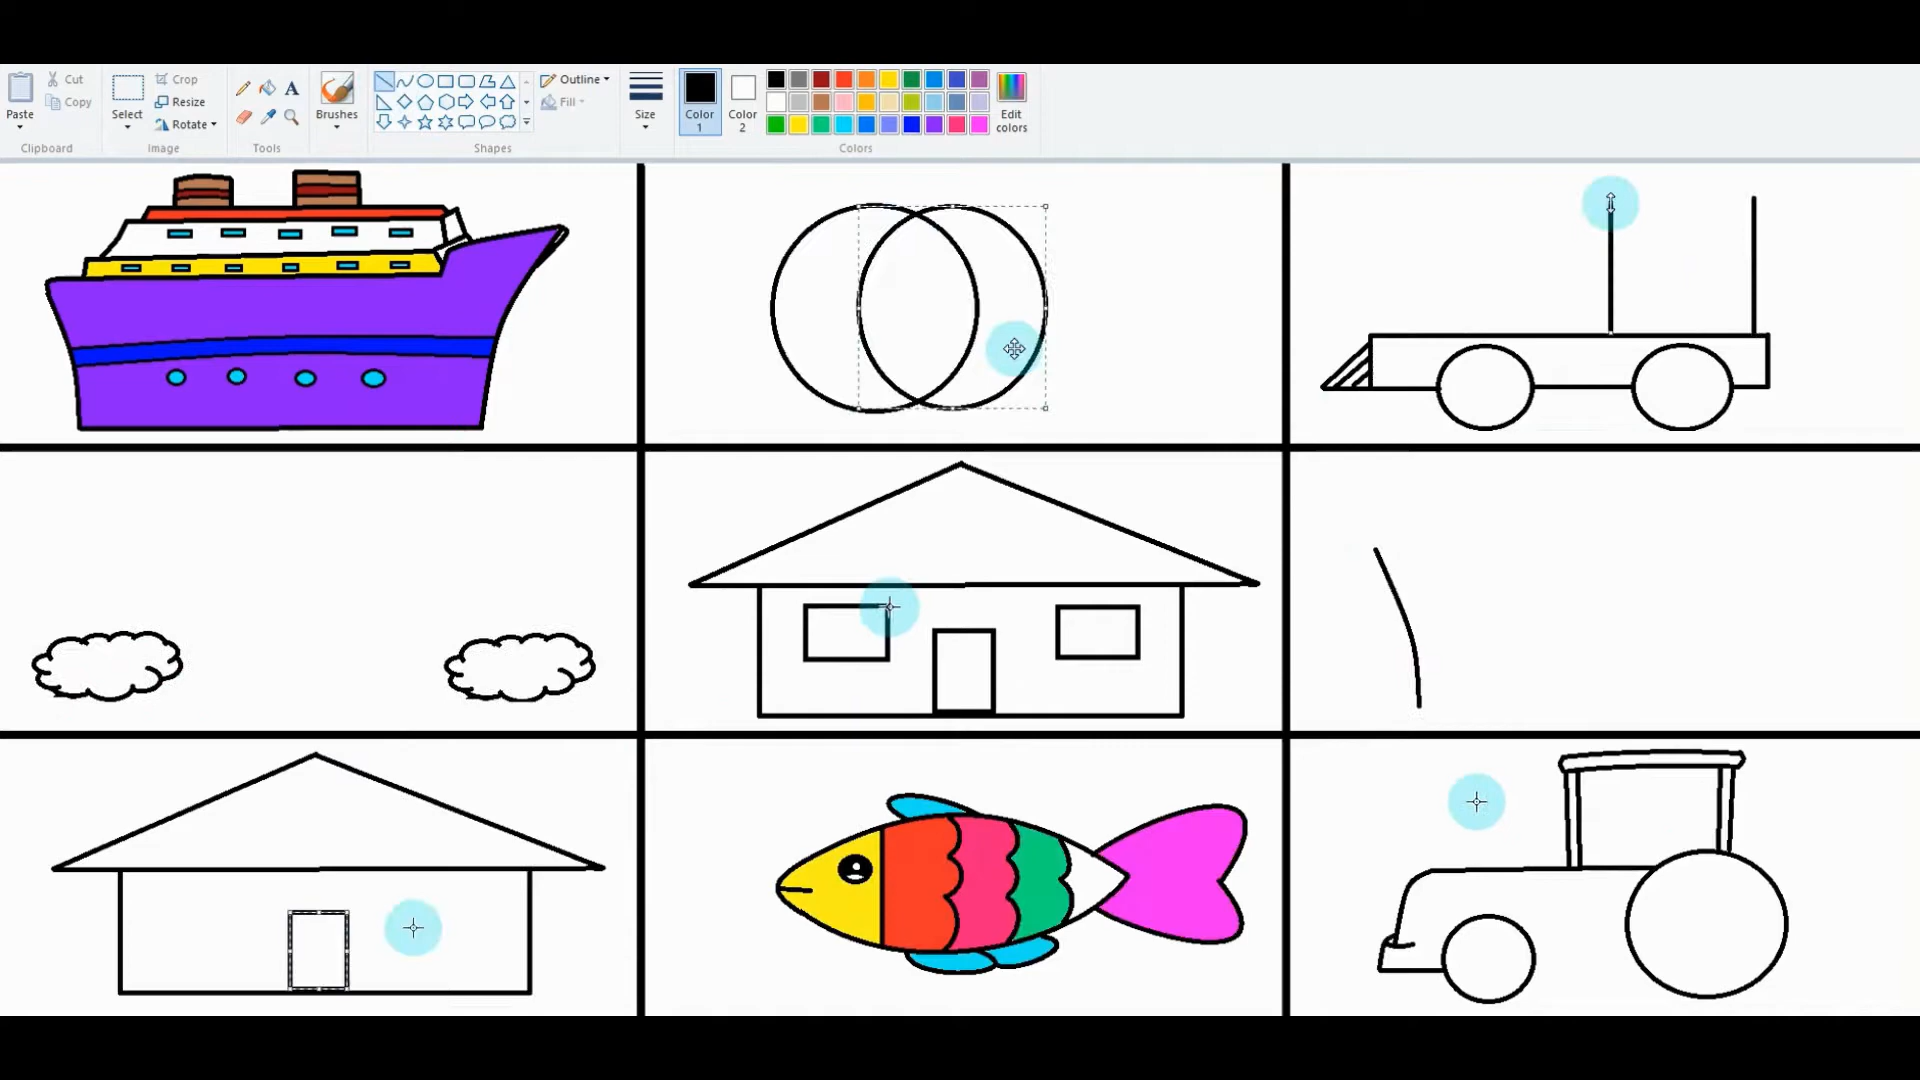 Paste
Cut
Copy
Clipboard
Select
Crop
Resize
Rotate
Image
A
Tools
Brushes
Outline
Fill
Shapes
Size
Color
1
Color
2
Edit
colors
Colors